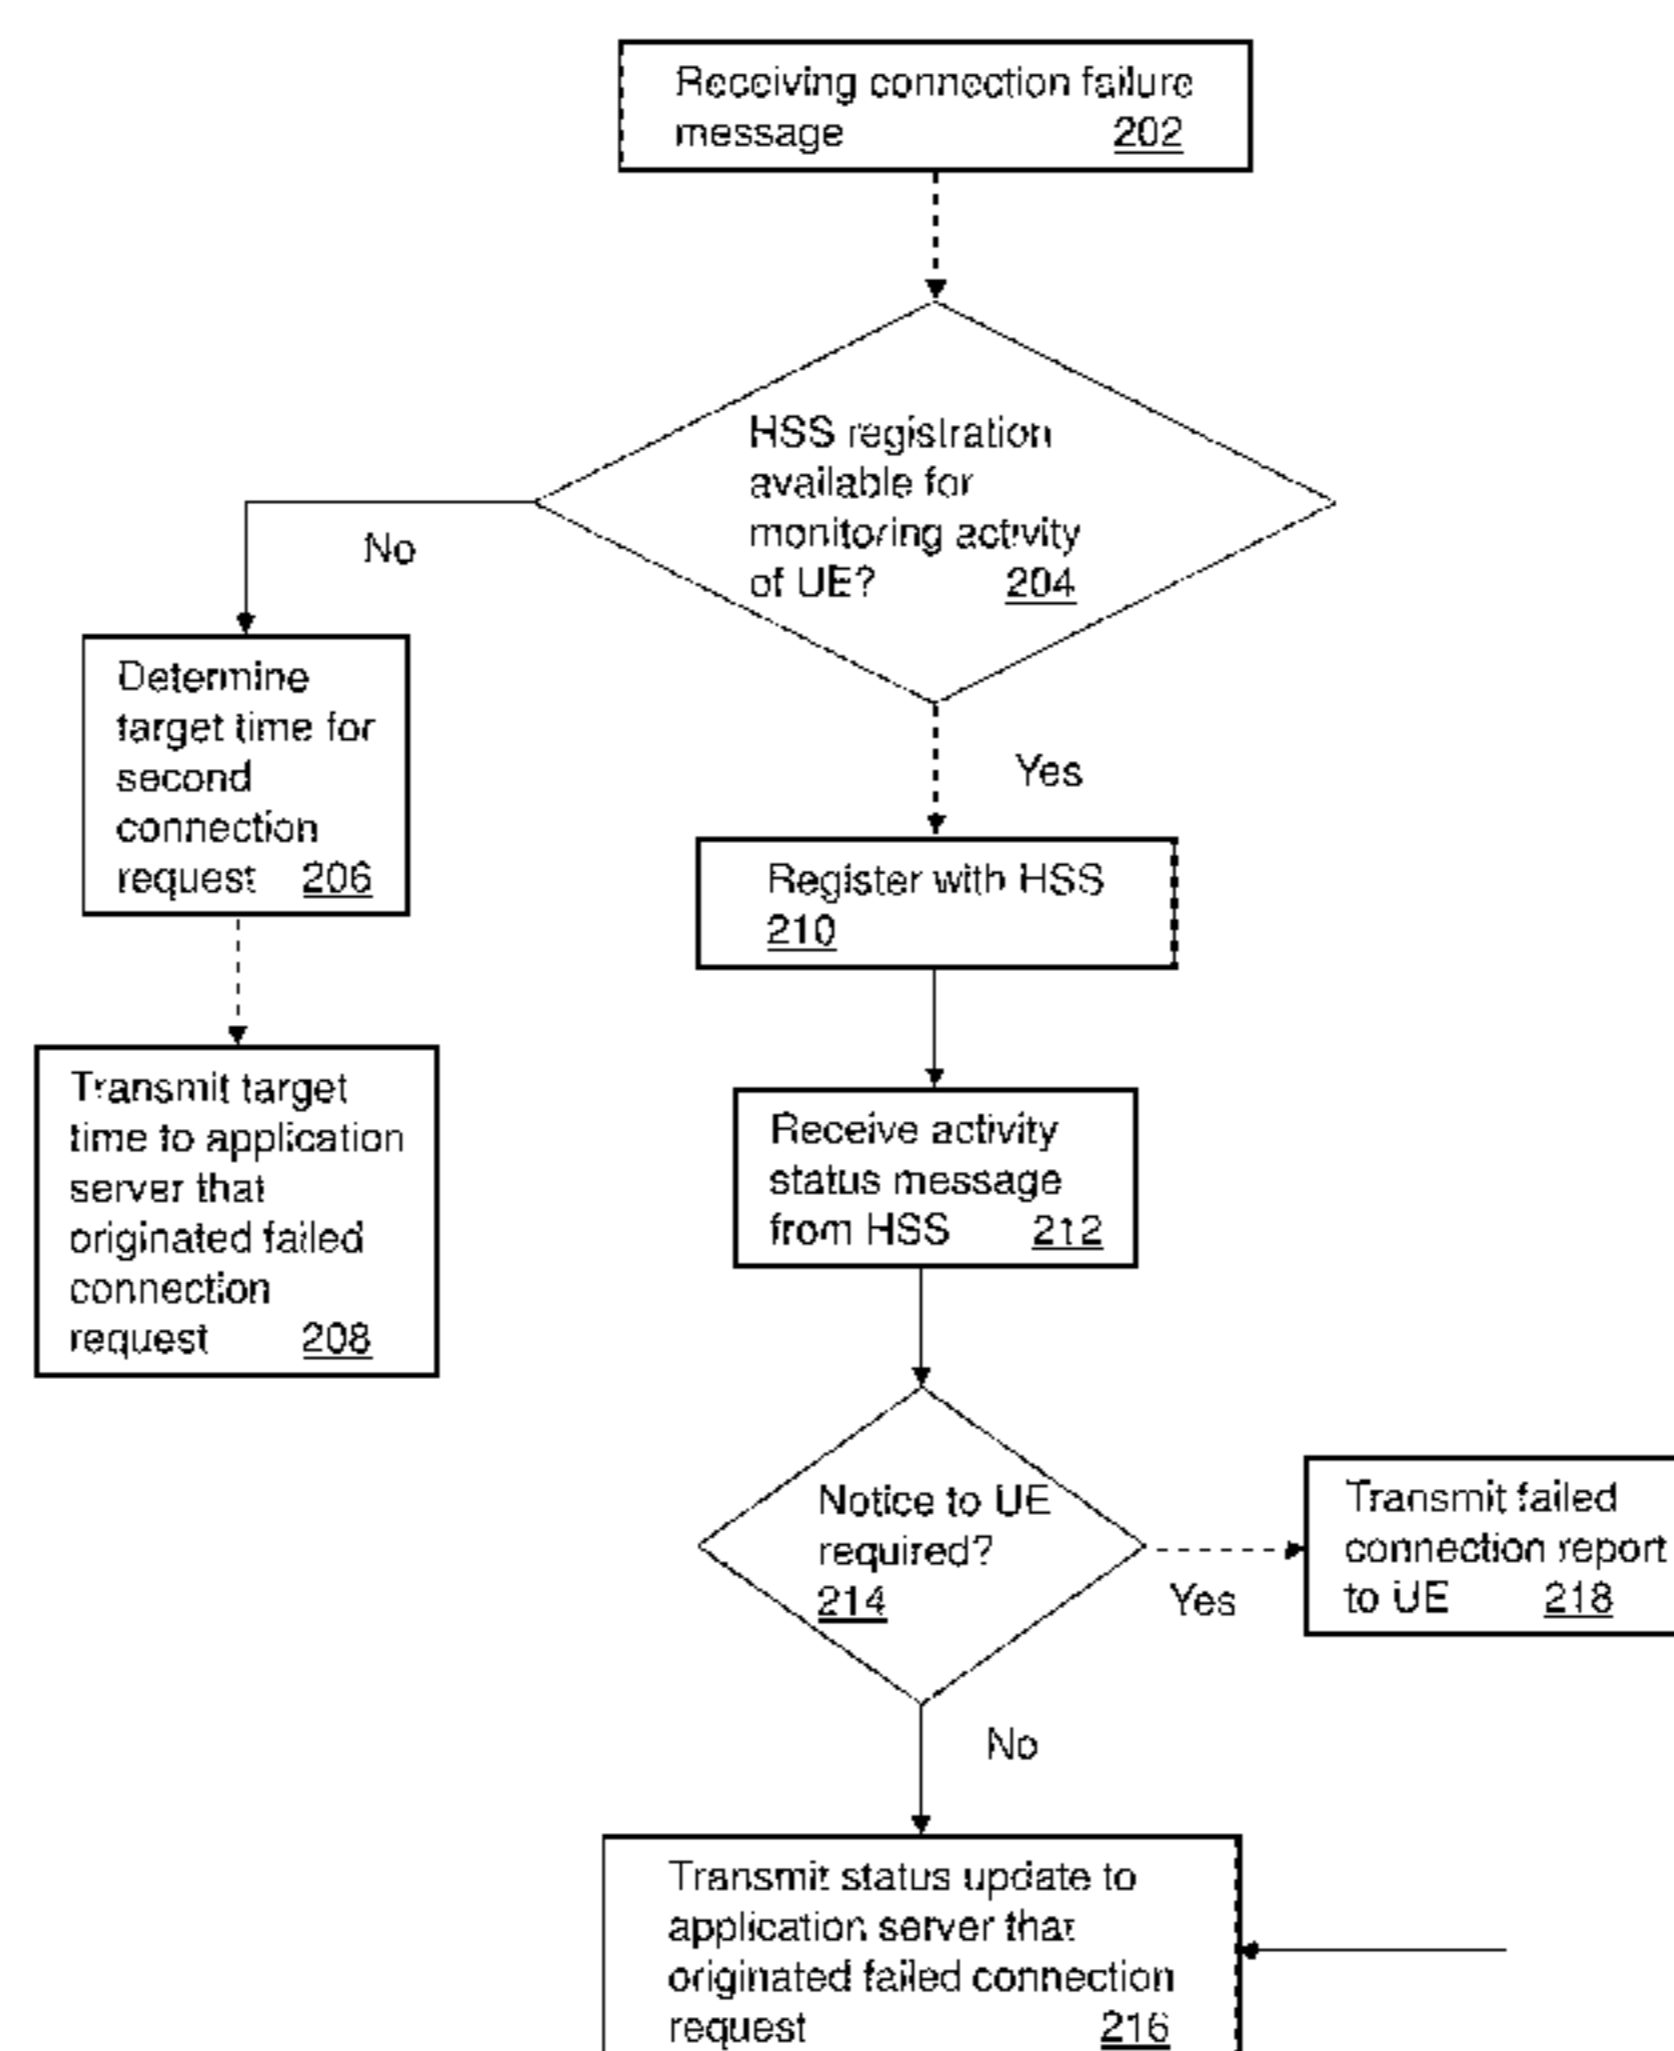 Receiving connection failure
message 202
HSS registration
available for
monitoring activity
of UE? 204
No
Determine
target time for
second
connection
request 206
Yes
Register with HSS
210
Transmit target
time to application
server that
originated failed
connection
request 208
Receive activity
status message
from HSS 212
Notice to UE
required?
214
Yes
Transmit failed
connection report
to UE 218
No
Transmit status update to
application server that
originated failed connection
request 216